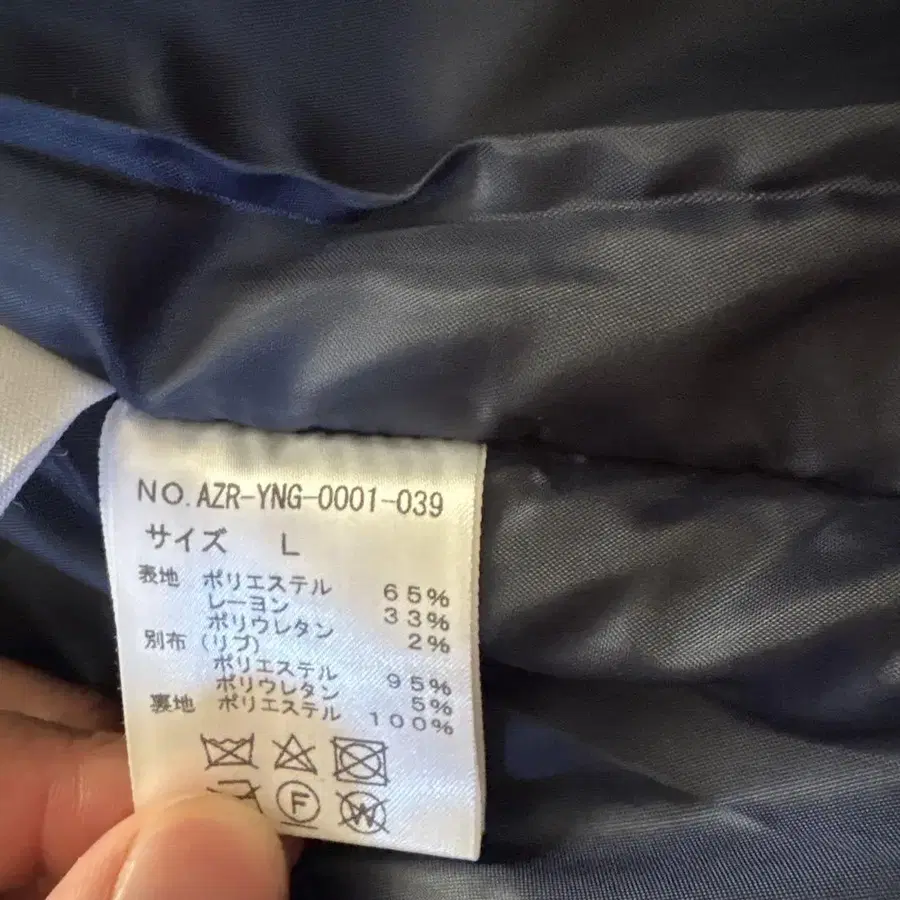 NO.AZR-YNG-0001-039
サイズ L
表地 ポリエステル 65%
レーヨン 33%
ポリウレタン 2%
別布(リブ)
ポリエステル 95%
ポリウレタン 5%
裏地 ポリエステル 100%
F
W